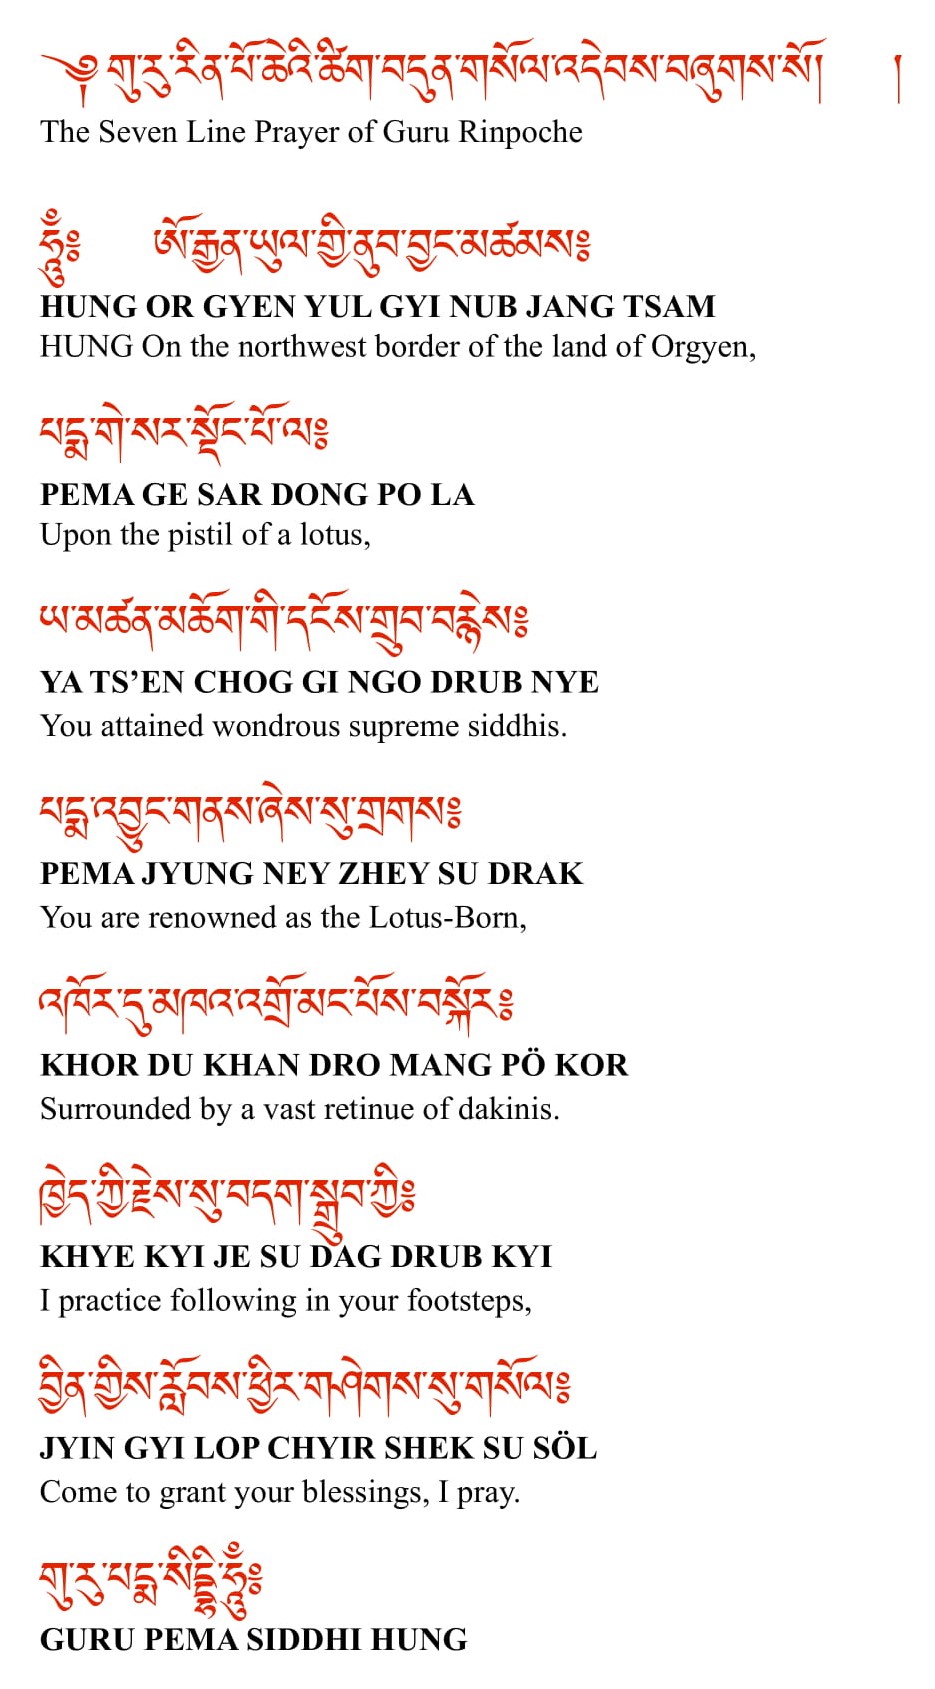 ༄༅། གུ་རུ་རིན་པོ་ཆེའི་ཚིག་བདུན་གསོལ་འདེབས་བཞུགས་སོ། །
The Seven Line Prayer of Guru Rinpoche
ཧཱུྃ༔ ཨོ་རྒྱན་ཡུལ་གྱི་ནུབ་བྱང་མཚམས༔
HUNG OR GYEN YUL GYI NUB JANG TSAM
HUNG On the northwest border of the land of Orgyen,
པདྨ་གེ་སར་སྡོང་པོ་ལ༔
PEMA GE SAR DONG PO LA
Upon the pistil of a lotus,
ཡ་མཚན་མཆོག་གི་དངོས་གྲུབ་བརྙེས༔
YA TS’EN CHOG GI NGO DRUB NYE
You attained wondrous supreme siddhis.
པདྨ་འབྱུང་གནས་ཞེས་སུ་གྲགས༔
PEMA JYUNG NEY ZHEY SU DRAK
You are renowned as the Lotus-Born,
འཁོར་དུ་མཁའ་འགྲོ་མང་པོས་བསྐོར༔
KHOR DU KHAN DRO MANG PÖ KOR
Surrounded by a vast retinue of dakinis.
ཁྱེད་ཀྱི་རྗེས་སུ་བདག་སྒྲུབ་ཀྱི༔
KHYE KYI JE SU DAG DRUB KYI
I practice following in your footsteps,
བྱིན་གྱིས་རློབས་ཕྱིར་གཤེགས་སུ་གསོལ༔
JYIN GYI LOP CHYIR SHEK SU SÖL
Come to grant your blessings, I pray.
གུ་རུ་པདྨ་སིདྡྷི་ཧཱུྃ༔
GURU PEMA SIDDHI HUNG